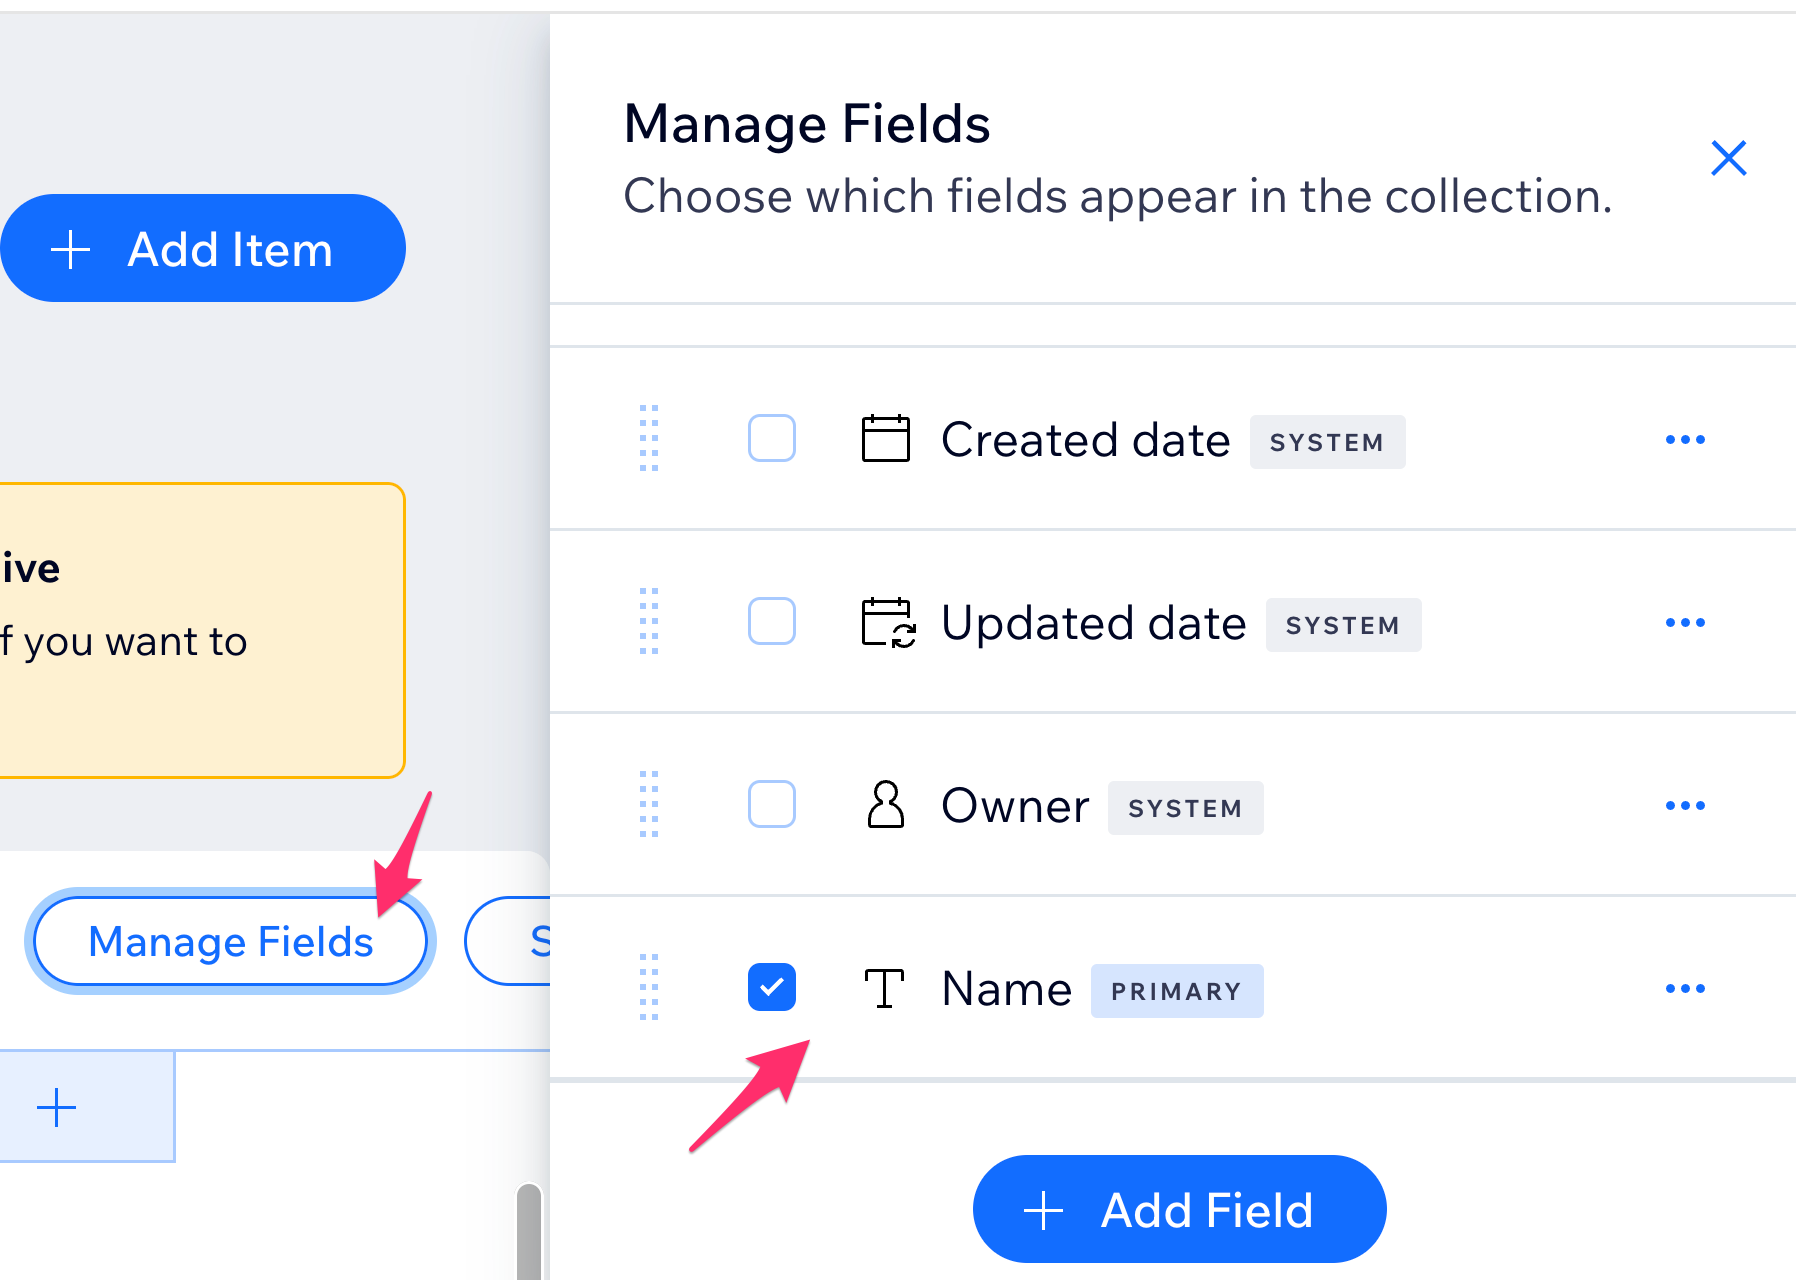 Add Item
ive
f you want to
Manage Fields
S
Manage Fields
Choose which fields appear in the collection.
Created date SYSTEM
Updated date SYSTEM
Owner SYSTEM
Name PRIMARY
Add Field